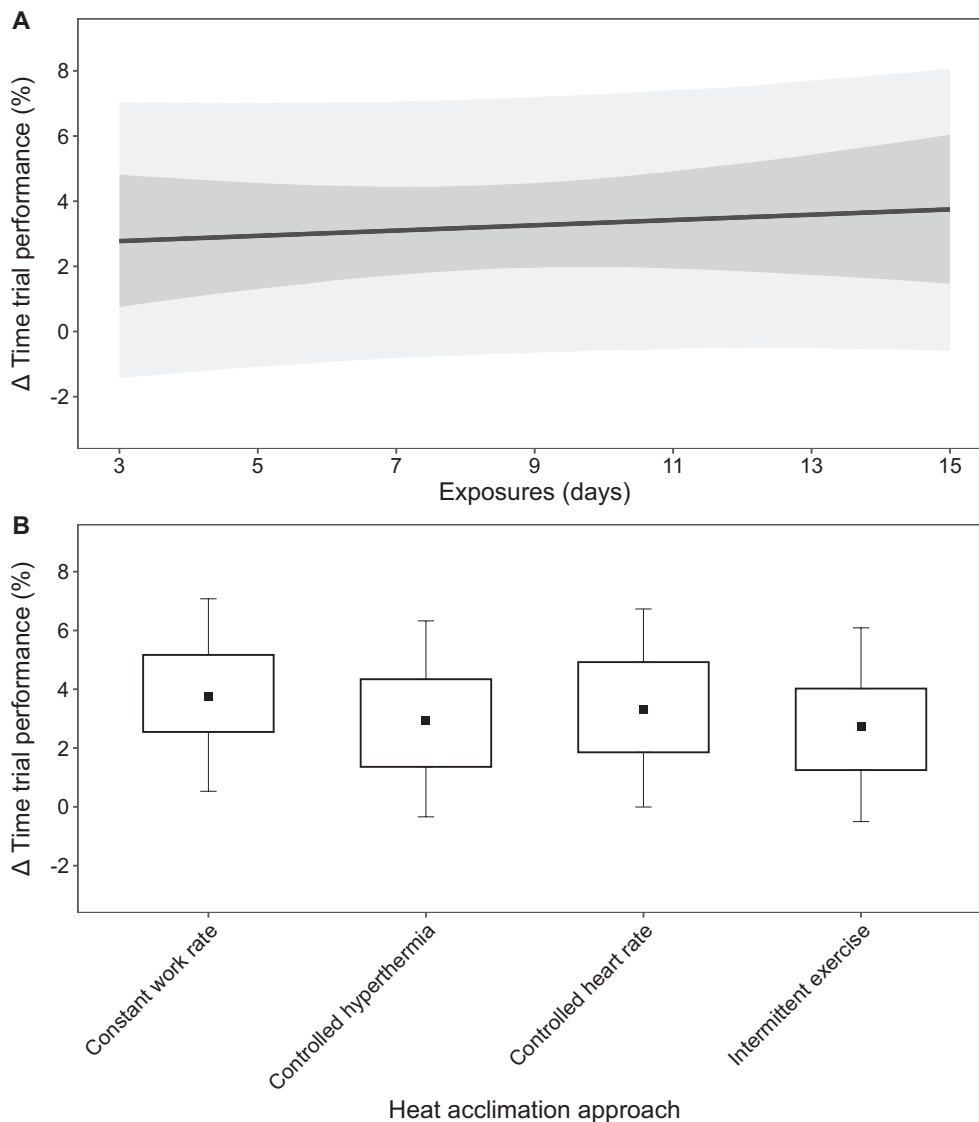 A
Δ Time trial performance (%)
8
6
4
2
0
-2
3 5 7 9 11 13 15
Exposures (days)
B
Δ Time trial performance (%)
8
6
4
2
0
-2
Constant work rate
Controlled hyperthermia
Controlled heart rate
Intermittent exercise
Heat acclimation approach